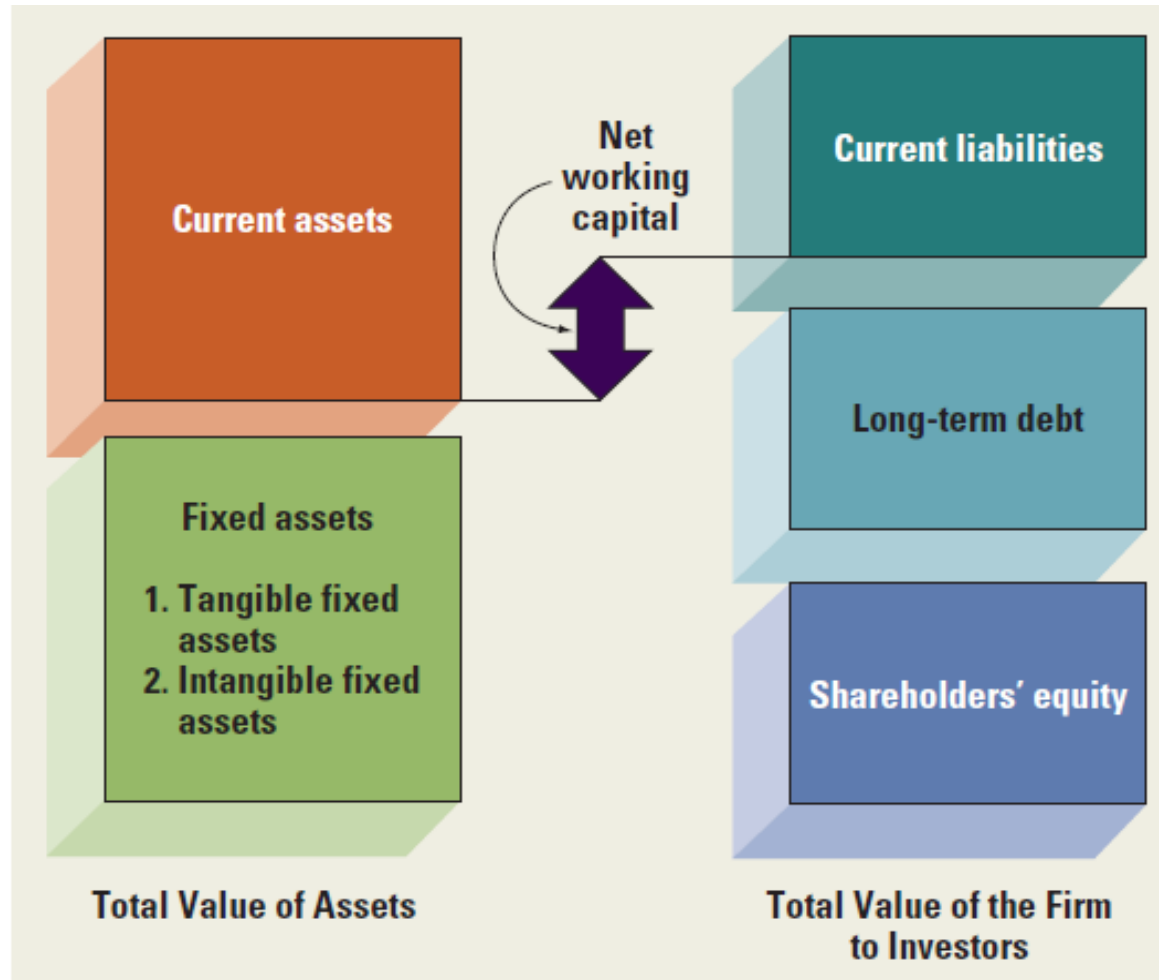 Current assets
Net
working
capital
Current liabilities
Long-term debt
Fixed assets
1. Tangible fixed
assets
2. Intangible fixed
assets
Shareholders’ equity
Total Value of Assets
Total Value of the Firm
to Investors